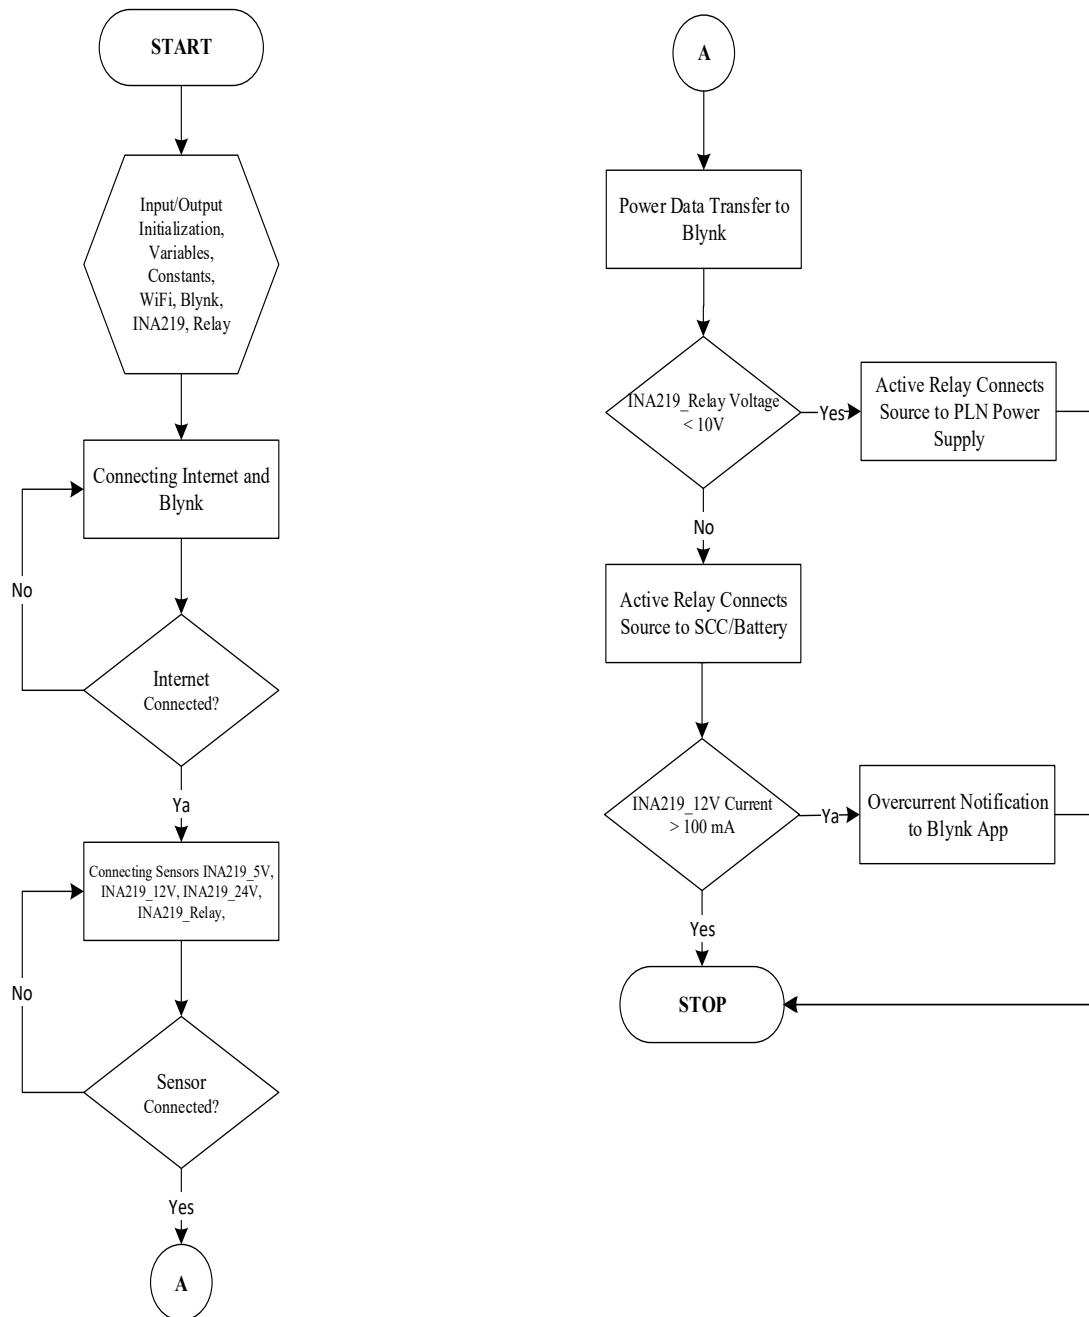 START
Input/Output
Initialization,
Variables,
Constants,
WiFi, Blynk,
INA219, Relay
Connecting Internet and
Blynk
No
Internet
Connected?
Ya
Connecting Sensors INA219_5V,
INA219_12V, INA219_24V,
INA219_Relay,
No
Sensor
Connected?
Yes
A
A
Power Data Transfer to
Blynk
INA219_Relay Voltage
< 10V
Yes
Active Relay Connects
Source to PLN Power
Supply
No
Active Relay Connects
Source to SCC/Battery
INA219_12V Current
> 100 mA
Ya
Overcurrent Notification
to Blynk App
Yes
STOP